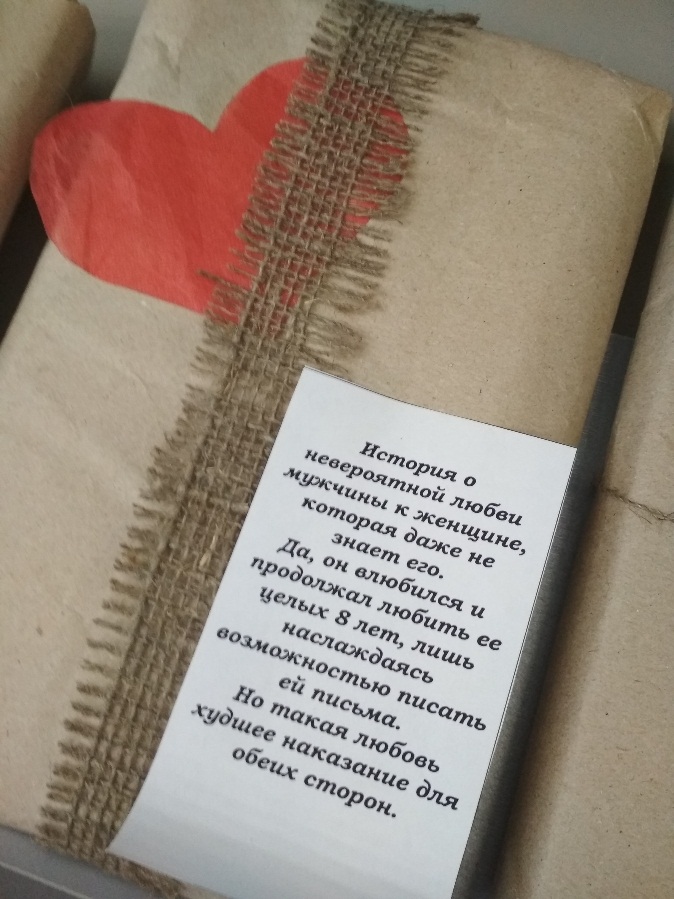 История о
невероятной любви
мужчины к женщине,
которая даже не
знает его.
Да, он влюбился и
продолжал любить ее
целых 8 лет, лишь
наслаждаясь
возможностью писать
ей письма.
Но такая любовь
худшее наказание для
обеих сторон.